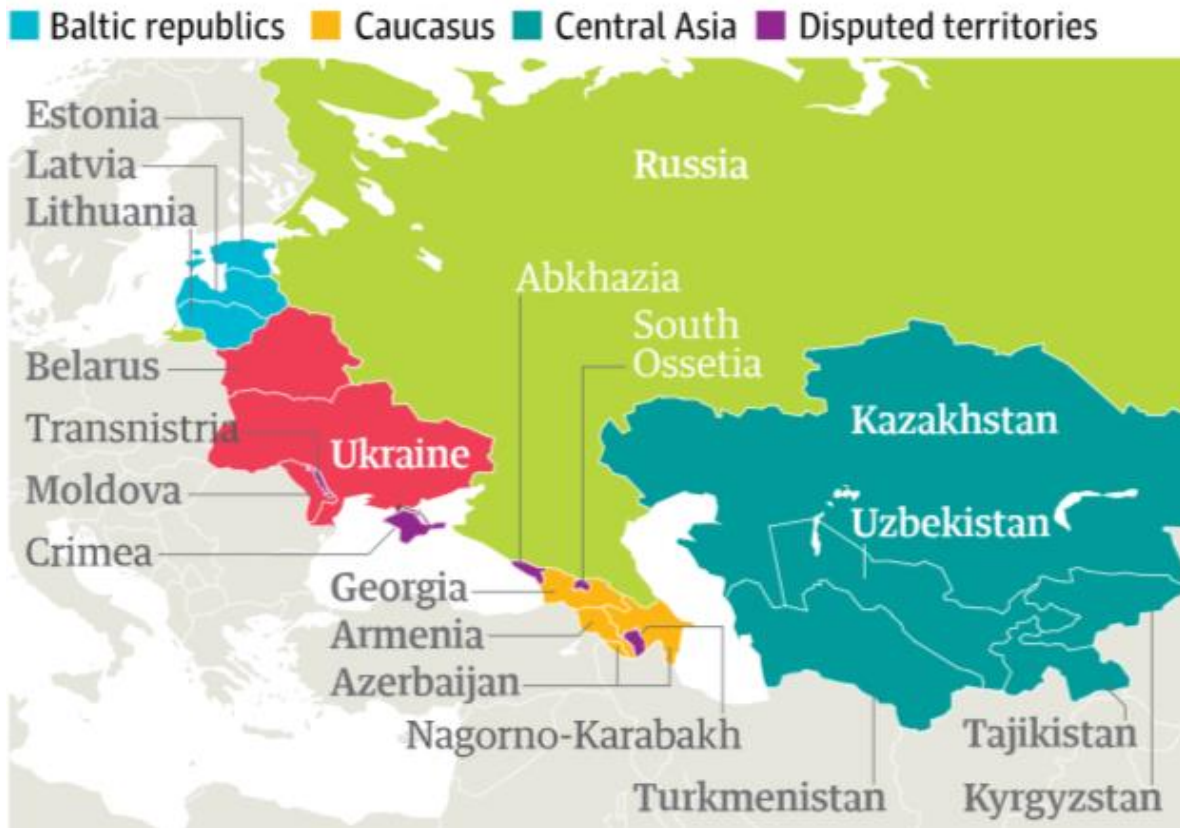 Baltic republics Caucasus Central Asia Disputed territories
Estonia
Latvia
Lithuania
Russia
Abkhazia
South
Ossetia
Belarus
Transnistria
Ukraine
Moldova
Crimea
Kazakhstan
Uzbekistan
Georgia
Armenia
Azerbaijan
Nagorno-Karabakh
Tajikistan
Turkmenistan
Kyrgyzstan